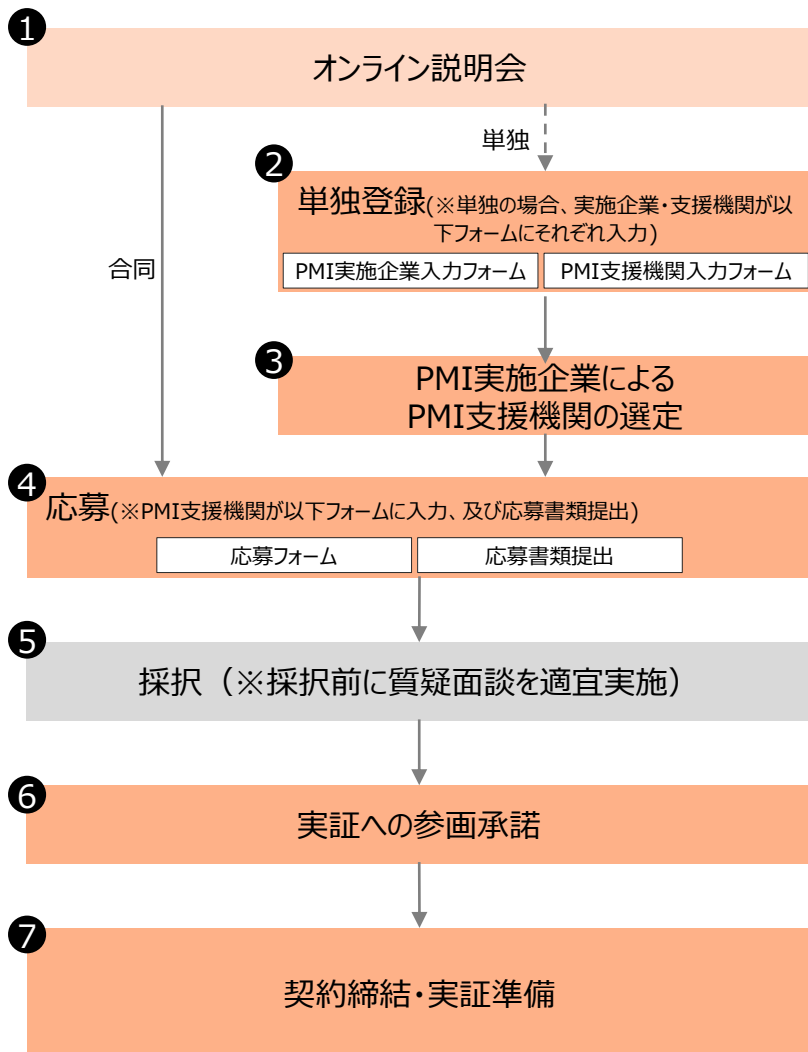 ❶
オンライン説明会
単独
❷
単独登録(※単独の場合、実施企業・支援機関が以
下フォームにそれぞれ入力)
PMI実施企業入力フォーム
PMI支援機関入力フォーム
合同
❸
PMI実施企業による
PMI支援機関の選定
❹
応募(※PMI支援機関が以下フォームに入力、及び応募書類提出)
応募フォーム
応募書類提出
❺
採択（※採択前に質疑面談を適宜実施）
❻
実証への参画承諾
❼
契約締結・実証準備